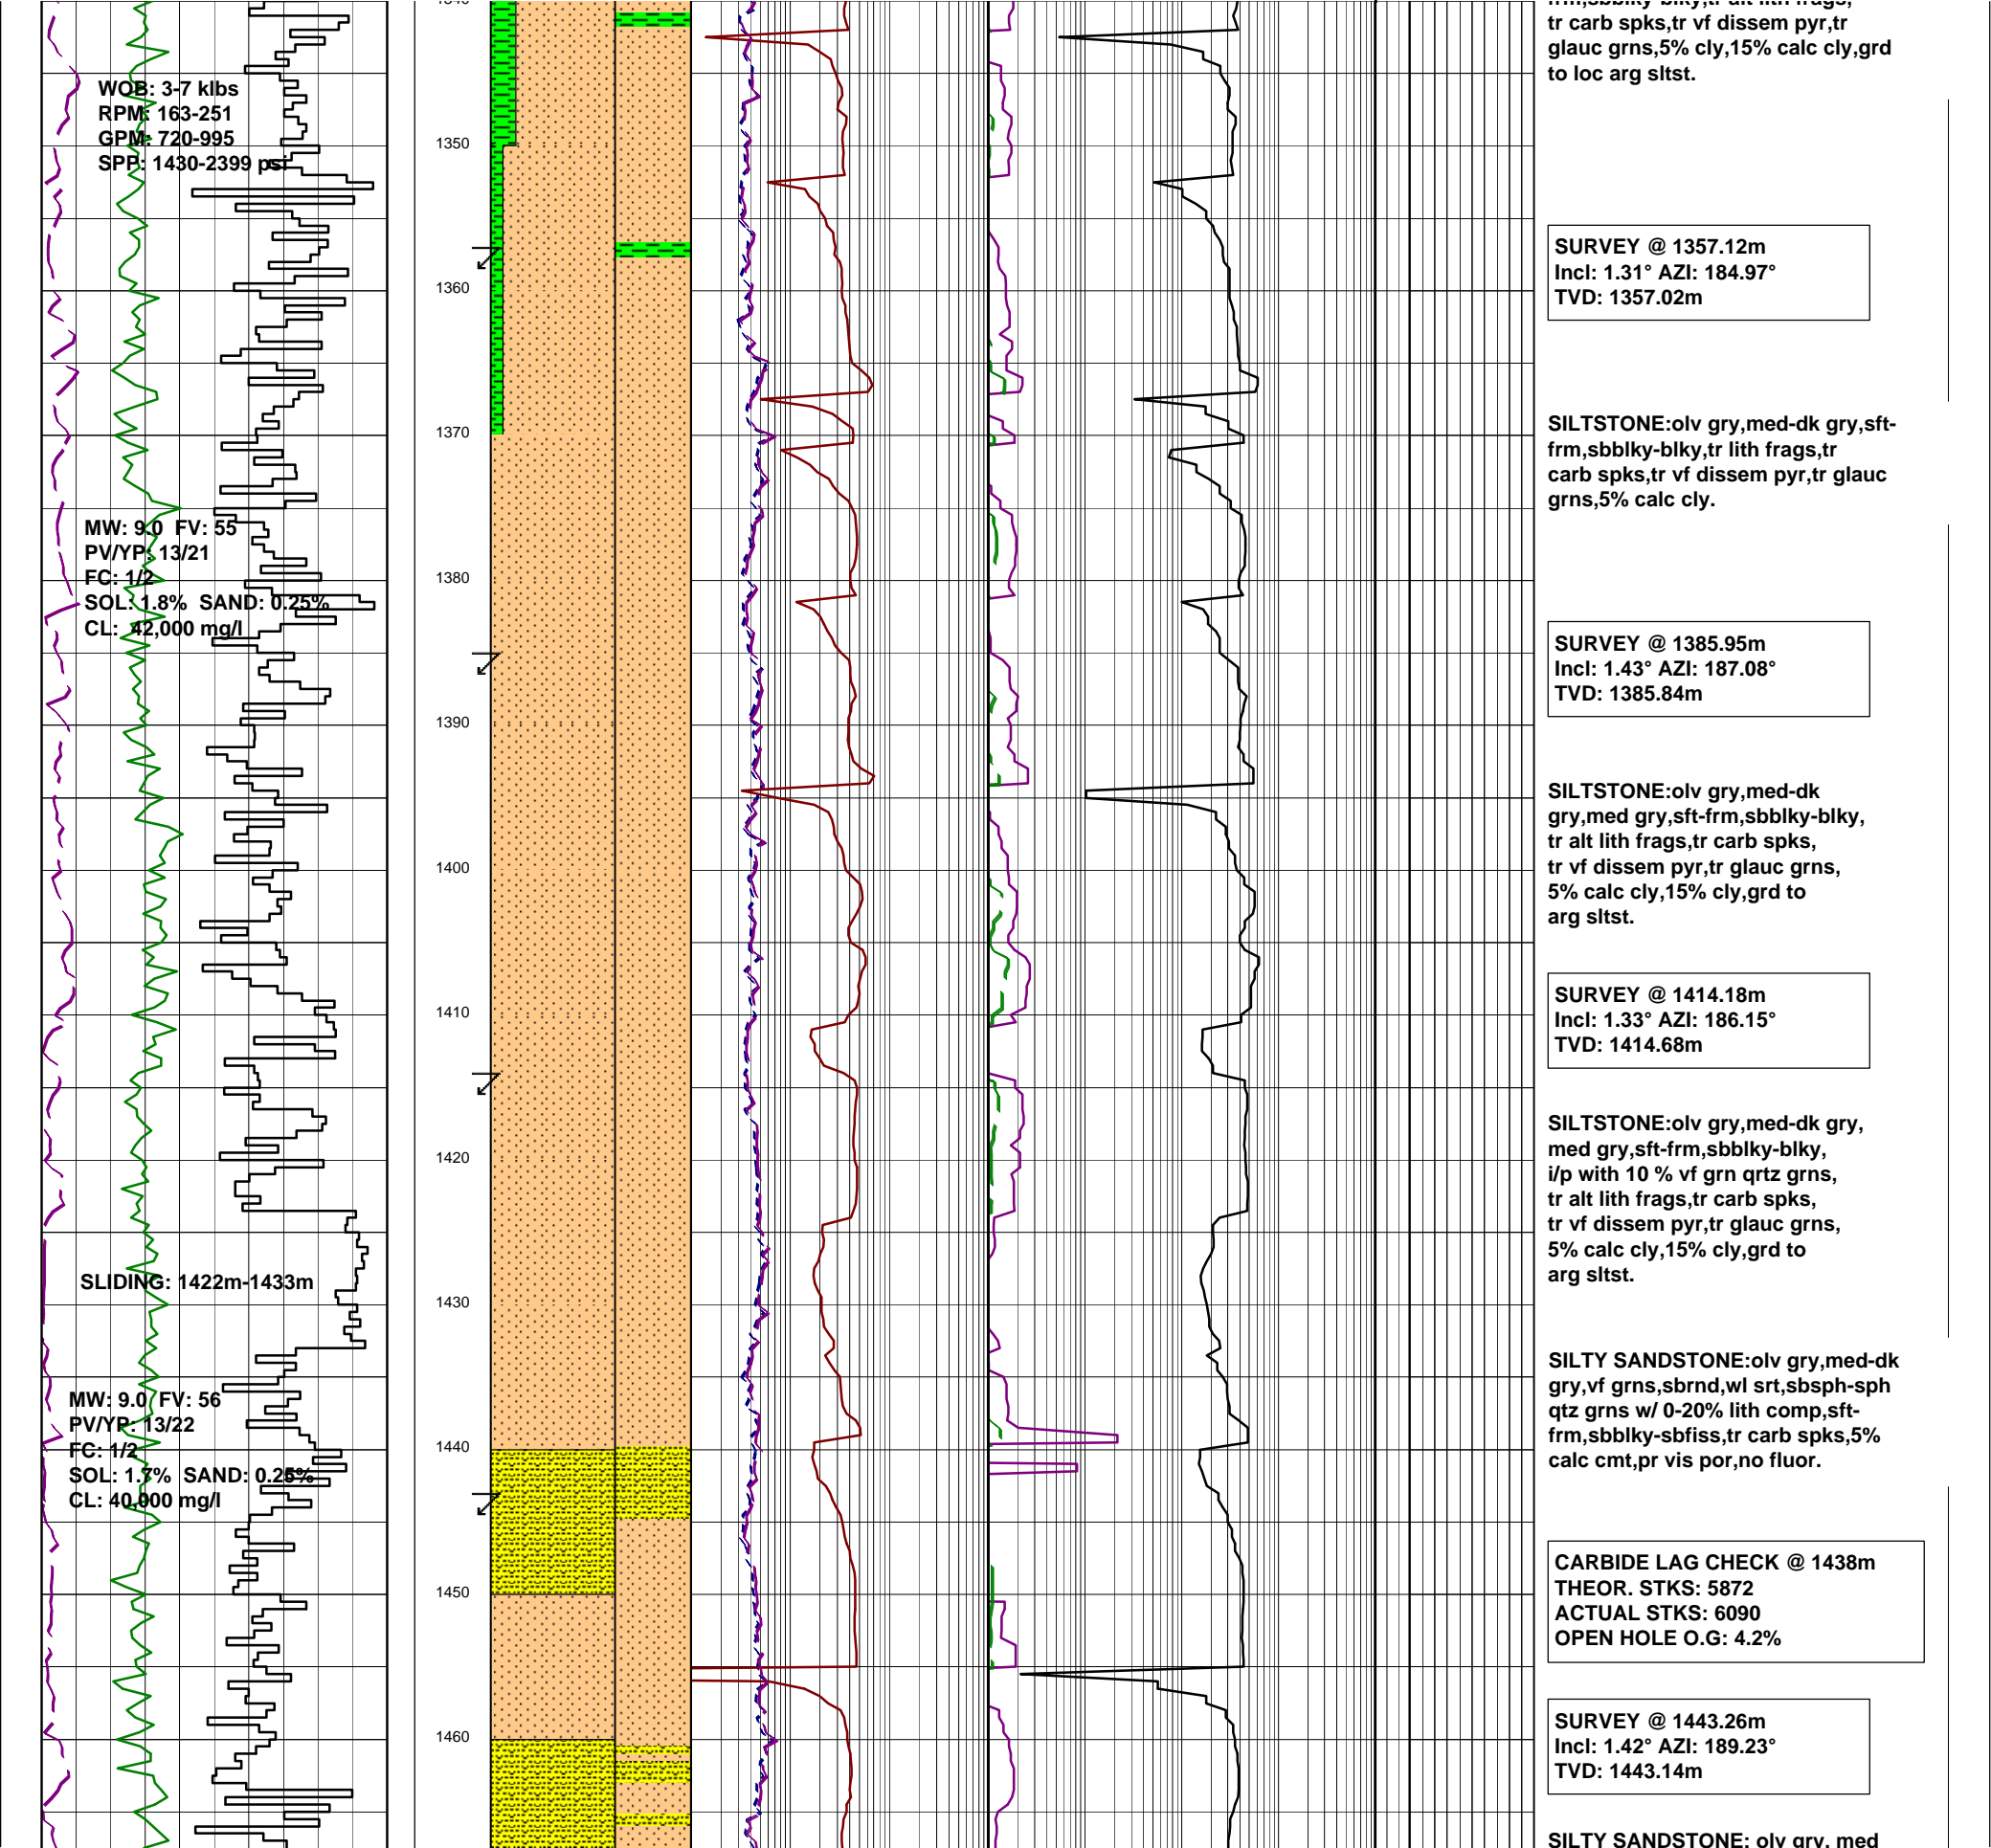 tr carb spks,tr vf dissem pyr,tr
glauc grns,5% cly,15% calc cly,grd
to loc arg sltst.
WOB: 3-7 klbs
RPM: 163-251
GPM: 720-995
SPP: 1430-2399 psi
1350
SURVEY @ 1357.12m
Incl: 1.31° AZI: 184.97°
TVD: 1357.02m
1360
SILTSTONE:olv gry,med-dk gry,sft-
frm,sbblky-blky,tr lith frags,tr
carb spks,tr vf dissem pyr,tr glauc
grns,5% calc cly.
1370
MW: 9.0 FV: 55
PV/YP: 13/21
FC: 1/2
SOL: 1.8% SAND: 0.25%
CL: 42,000 mg/l
1380
SURVEY @ 1385.95m
Incl: 1.43° AZI: 187.08°
TVD: 1385.84m
1390
SILTSTONE:olv gry,med-dk
gry,med gry,sft-frm,sbblky-blky,
tr alt lith frags,tr carb spks,
tr vf dissem pyr,tr glauc grns,
5% calc cly,15% cly,grd to
arg sltst.
1400
SURVEY @ 1414.18m
Incl: 1.33° AZI: 186.15°
TVD: 1414.68m
1410
SILTSTONE:olv gry,med-dk gry,
med gry,sft-frm,sbblky-blky,
i/p with 10 % vf grn qrtz grns,
tr alt lith frags,tr carb spks,
tr vf dissem pyr,tr glauc grns,
5% calc cly,15% cly,grd to
arg sltst.
1420
SLIDING: 1422m-1433m
1430
SILTY SANDSTONE:olv gry,med-dk
gry,vf grns,sbrnd,wl srt,sbsph-sph
qtz grns w/ 0-20% lith comp,sft-
frm,sbblky-sbfiss,tr carb spks,5%
calc cmt,pr vis por,no fluor.
MW: 9.0 FV: 56
PV/YP: 13/22
FC: 1/2
SOL: 1.7% SAND: 0.25%
CL: 40,000 mg/l
1440
CARBIDE LAG CHECK @ 1438m
THEOR. STKS: 5872
ACTUAL STKS: 6090
OPEN HOLE O.G: 4.2%
1450
SURVEY @ 1443.26m
Incl: 1.42° AZI: 189.23°
TVD: 1443.14m
1460
SILTY SANDSTONE: olv gry, med